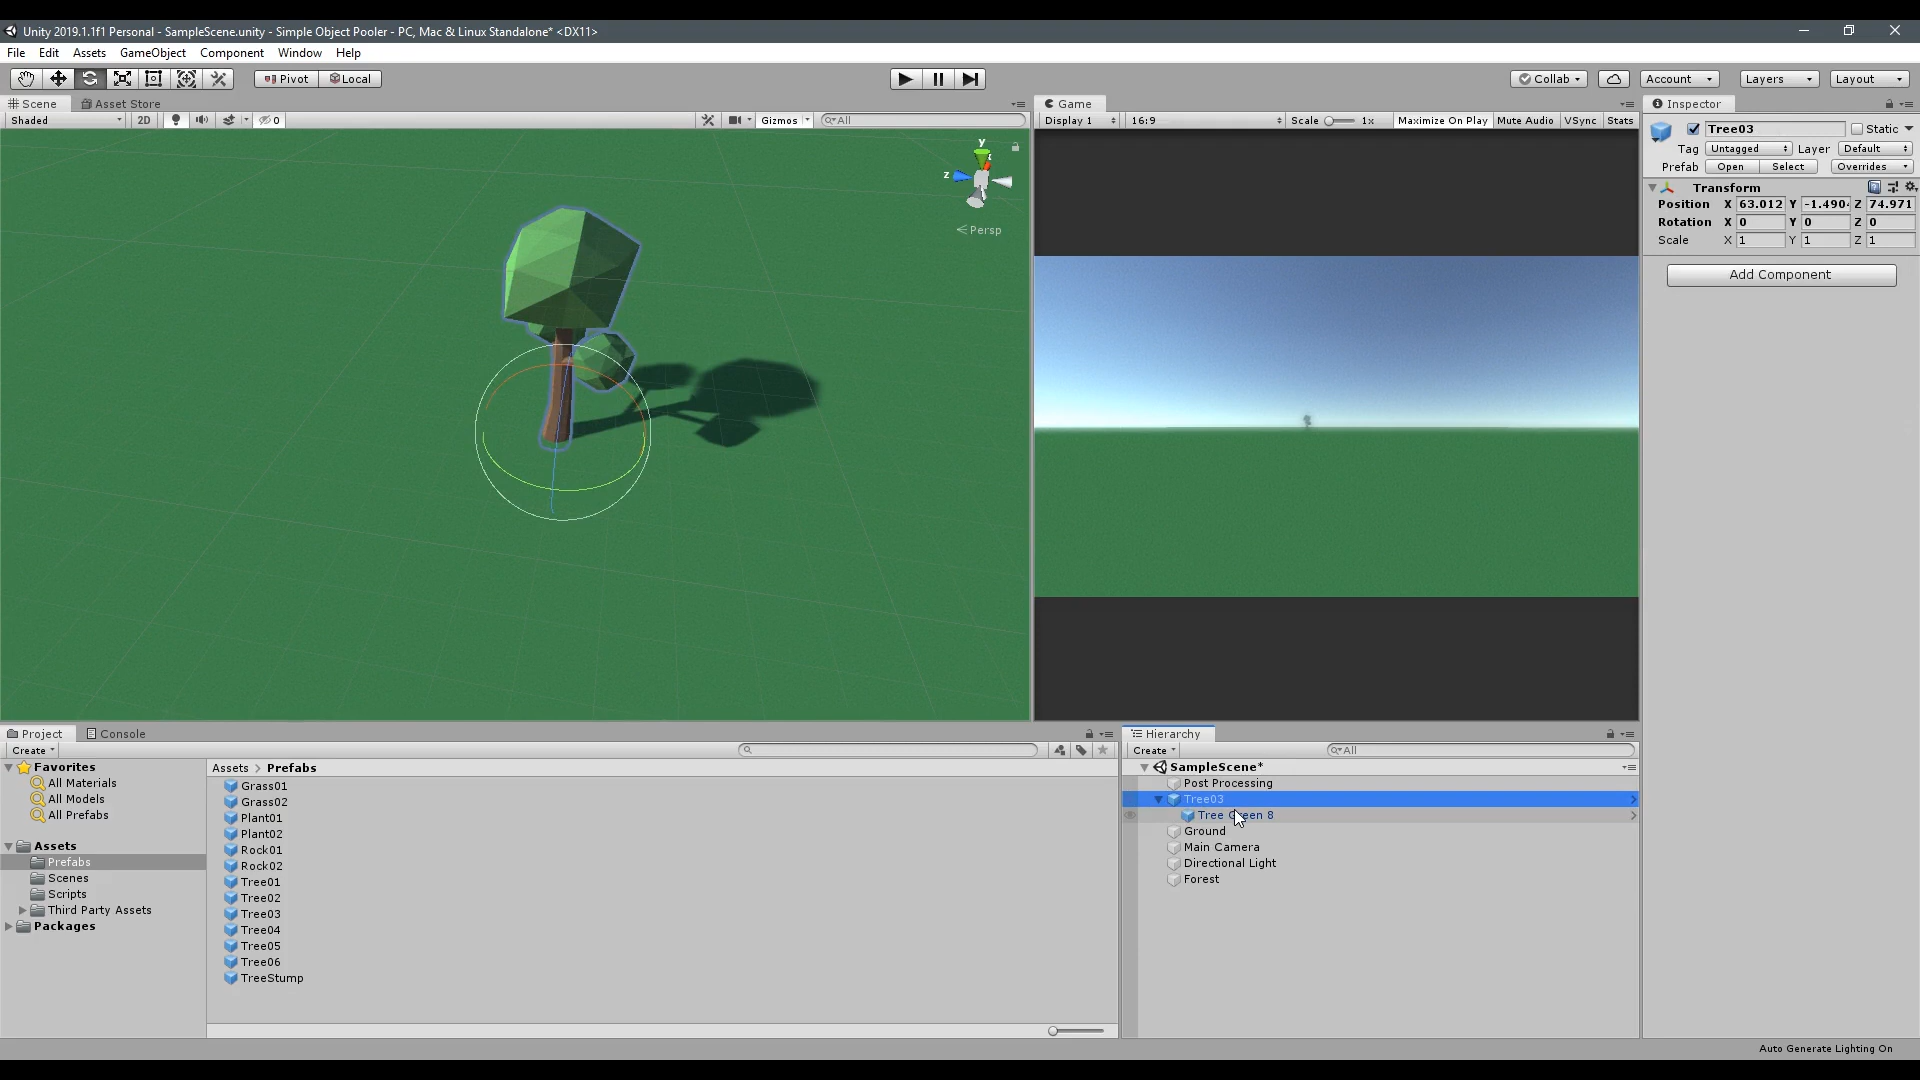 Unity 2019.1.1f1 Personal - SampleScene.unity - Simple Object Pooler - PC, Mac & Linux Standalone* <DX11>
File Edit Assets GameObject Component Window Help
Pivot Local Collab Account Layers Layout
Scene Asset Store Game Inspector
Shaded 2D 0 Gizmos All Display 1 16:9 Scale 1x Maximize On Play Mute Audio VSync Stats
Tree03 Static
Tag Untagged Layer Default
Prefab Open Select Overrides
Transform
Position X 63.012 Y -1.490 Z 74.971
Rotation X 0 Y 0 Z 0
Scale X 1 Y 1 Z 1
Add Component
y
z
Persp
Project Console Hierarchy
Create Create All
Favorites
All Materials
All Models
All Prefabs
Assets
Prefabs
Scenes
Scripts
Third Party Assets
Packages
Assets > Prefabs
Grass01
Grass02
Plant01
Plant02
Rock01
Rock02
Tree01
Tree02
Tree03
Tree04
Tree05
Tree06
TreeStump
SampleScene*
Post Processing
Tree03
Tree Green 8
Ground
Main Camera
Directional Light
Forest
Auto Generate Lighting On